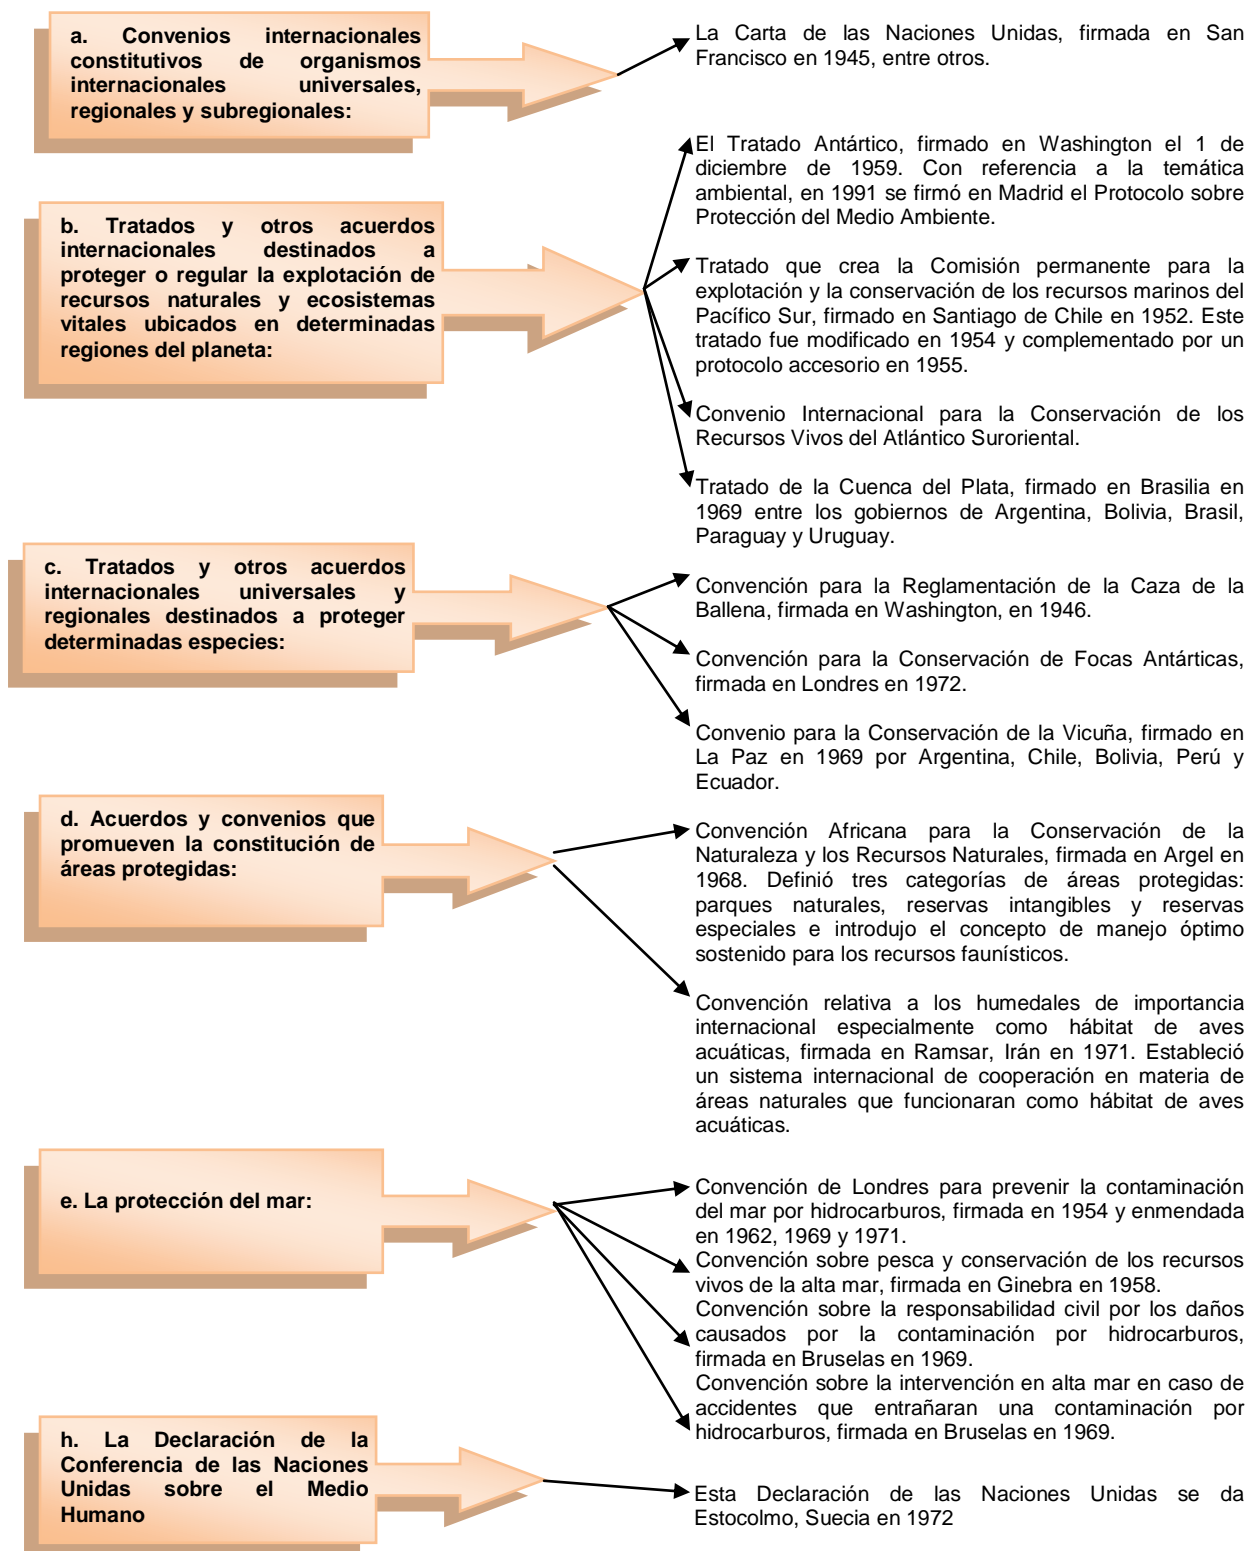 a. Convenios internacionales
constitutivos de organismos
internacionales universales,
regionales y subregionales:
La Carta de las Naciones Unidas, firmada en San
Francisco en 1945, entre otros.
b. Tratados y otros acuerdos
internacionales destinados a
proteger o regular la explotación de
recursos naturales y ecosistemas
vitales ubicados en determinadas
regiones del planeta:
El Tratado Antártico, firmado en Washington el 1 de
diciembre de 1959. Con referencia a la temática
ambiental, en 1991 se firmó en Madrid el Protocolo sobre
Protección del Medio Ambiente.
Tratado que crea la Comisión permanente para la
explotación y la conservación de los recursos marinos del
Pacífico Sur, firmado en Santiago de Chile en 1952. Este
tratado fue modificado en 1954 y complementado por un
protocolo accesorio en 1955.
Convenio Internacional para la Conservación de los
Recursos Vivos del Atlántico Suroriental.
Tratado de la Cuenca del Plata, firmado en Brasilia en
1969 entre los gobiernos de Argentina, Bolivia, Brasil,
Paraguay y Uruguay.
c. Tratados y otros acuerdos
internacionales universales y
regionales destinados a proteger
determinadas especies:
Convención para la Reglamentación de la Caza de la
Ballena, firmada en Washington, en 1946.
Convención para la Conservación de Focas Antárticas,
firmada en Londres en 1972.
Convenio para la Conservación de la Vicuña, firmado en
La Paz en 1969 por Argentina, Chile, Bolivia, Perú y
Ecuador.
d. Acuerdos y convenios que
promueven la constitución de
áreas protegidas:
Convención Africana para la Conservación de la
Naturaleza y los Recursos Naturales, firmada en Argel en
1968. Definió tres categorías de áreas protegidas:
parques naturales, reservas intangibles y reservas
especiales e introdujo el concepto de manejo óptimo
sostenido para los recursos faunísticos.
Convención relativa a los humedales de importancia
internacional especialmente como hábitat de aves
acuáticas, firmada en Ramsar, Irán en 1971. Estableció
un sistema internacional de cooperación en materia de
áreas naturales que funcionaran como hábitat de aves
acuáticas.
e. La protección del mar:
Convención de Londres para prevenir la contaminación
del mar por hidrocarburos, firmada en 1954 y enmendada
en 1962, 1969 y 1971.
Convención sobre pesca y conservación de los recursos
vivos de la alta mar, firmada en Ginebra en 1958.
Convención sobre la responsabilidad civil por los daños
causados por la contaminación por hidrocarburos,
firmada en Bruselas en 1969.
Convención sobre la intervención en alta mar en caso de
accidentes que entrañaran una contaminación por
hidrocarburos, firmada en Bruselas en 1969.
h. La Declaración de la
Conferencia de las Naciones
Unidas sobre el Medio
Humano
Esta Declaración de las Naciones Unidas se da
Estocolmo, Suecia en 1972